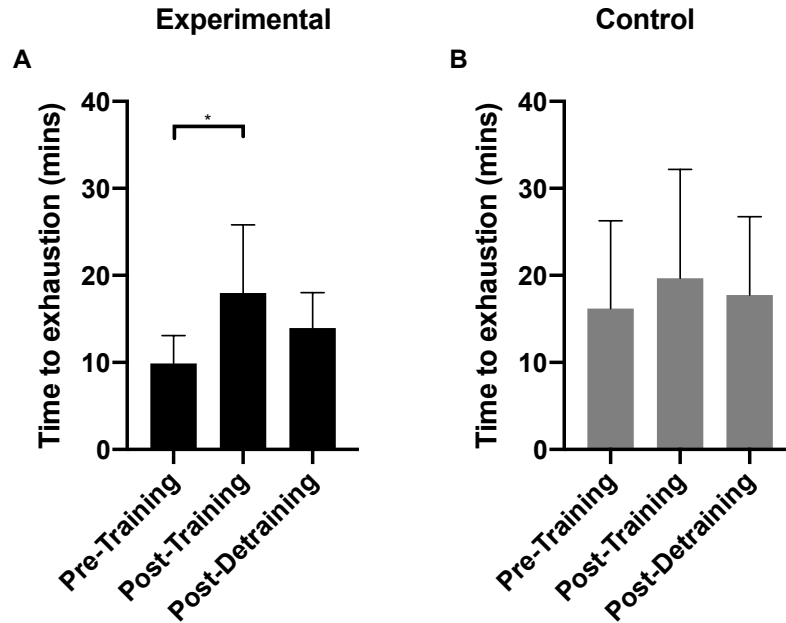 Experimental
A
Time to exhaustion (mins)
40
30
20
10
0
*
Pre-Training
Post-Training
Post-Detraining
Control
B
Time to exhaustion (mins)
40
30
20
10
0
Pre-Training
Post-Training
Post-Detraining